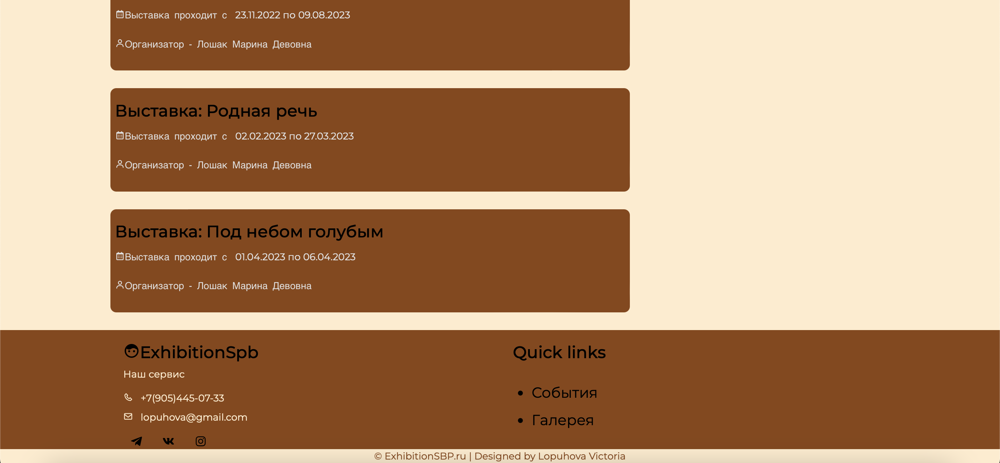 Выставка проходит с 23.11.2022 по 09.08.2023
Организатор - Лошак Марина Девовна
Выставка: Родная речь
Выставка проходит с 02.02.2023 по 27.03.2023
Организатор - Лошак Марина Девовна
Выставка: Под небом голубым
Выставка проходит с 01.04.2023 по 06.04.2023
Организатор - Лошак Марина Девовна
ExhibitionSpb
Наш сервис
+7(905)445-07-33
lopuhova@gmail.com
Quick links
• События
• Галерея
© ExhibitionSBP.ru | Designed by Lopuhova Victoria